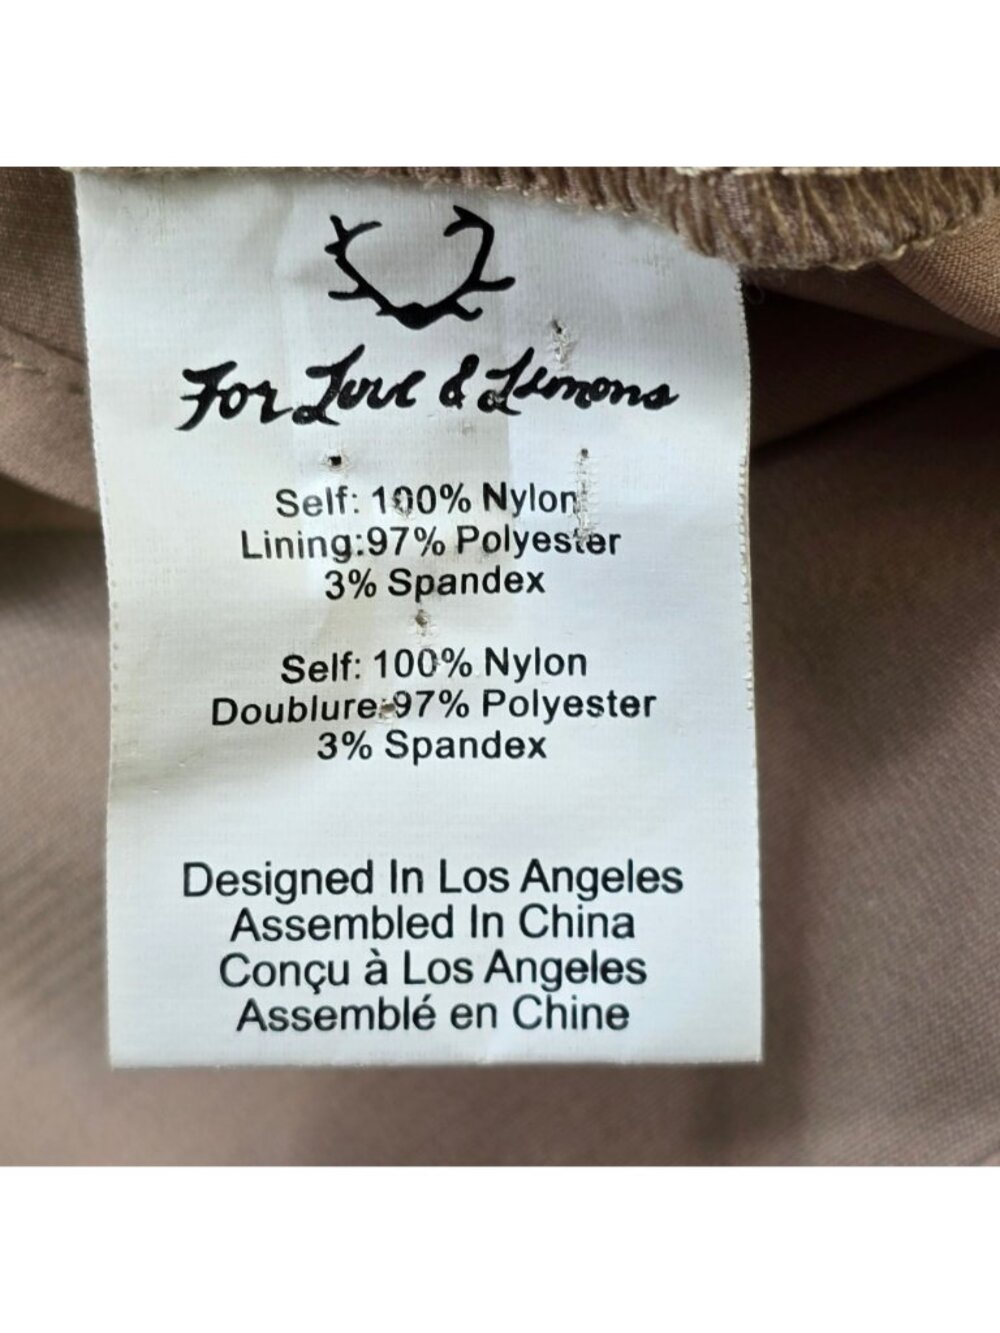 For Love & Lemons
Self: 100% Nylon
Lining:97% Polyester
3% Spandex
Self: 100% Nylon
Doublure:97% Polyester
3% Spandex
Designed In Los Angeles
Assembled In China
Conçu à Los Angeles
Assemblé en Chine